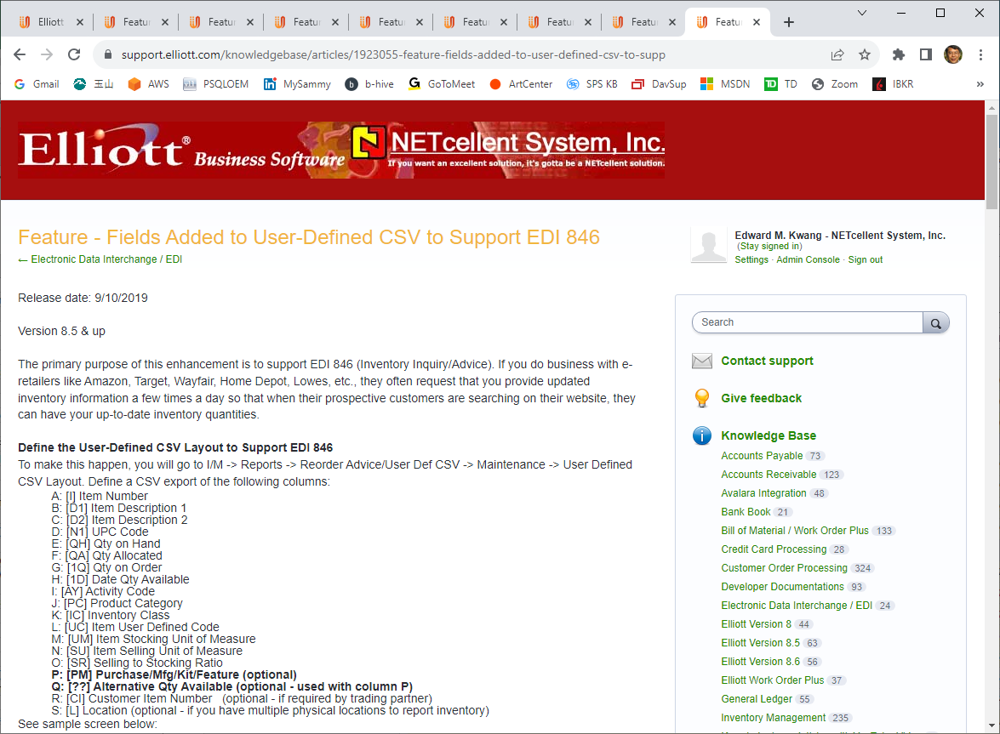 Elliott
Featur
Featur
Featur
Featur
Featur
Featur
Featur
Featur
support.elliott.com/knowledgebase/articles/1923055-feature-fields-added-to-user-defined-csv-to-supp
Gmail
玉山
AWS
PSQLOEM
MySammy
b-hive
GoToMeet
ArtCenter
SPS KB
DavSup
MSDN
TD
Zoom
IBKR
»
Elliott® Business Software
NETcellent System, Inc.
If you want an excellent solution, it's gotta be a NETcellent solution.
Feature - Fields Added to User-Defined CSV to Support EDI 846
← Electronic Data Interchange / EDI
Edward M. Kwang - NETcellent System, Inc.
(Stay signed in)
Settings · Admin Console · Sign out
Release date: 9/10/2019
Version 8.5 & up
The primary purpose of this enhancement is to support EDI 846 (Inventory Inquiry/Advice). If you do business with e-
retailers like Amazon, Target, Wayfair, Home Depot, Lowes, etc., they often request that you provide updated
inventory information a few times a day so that when their prospective customers are searching on their website, they
can have your up-to-date inventory quantities.
Define the User-Defined CSV Layout to Support EDI 846
To make this happen, you will go to I/M -> Reports -> Reorder Advice/User Def CSV -> Maintenance -> User Defined
CSV Layout. Define a CSV export of the following columns:
A: [I] Item Number
B: [D1] Item Description 1
C: [D2] Item Description 2
D: [N1] UPC Code
E: [QH] Qty on Hand
F: [QA] Qty Allocated
G: [1Q] Qty on Order
H: [1D] Date Qty Available
I: [AY] Activity Code
J: [PC] Product Category
K: [IC] Inventory Class
L: [UC] Item User Defined Code
M: [UM] Item Stocking Unit of Measure
N: [SU] Item Selling Unit of Measure
O: [SR] Selling to Stocking Ratio
P: [PM] Purchase/Mfg/Kit/Feature (optional)
Q: [??] Alternative Qty Available (optional - used with column P)
R: [CI] Customer Item Number (optional - if required by trading partner)
S: [L] Location (optional - if you have multiple physical locations to report inventory)
See sample screen below:
Search
Contact support
Give feedback
Knowledge Base
Accounts Payable 73
Accounts Receivable 123
Avalara Integration 48
Bank Book 21
Bill of Material / Work Order Plus 133
Credit Card Processing 28
Customer Order Processing 324
Developer Documentations 93
Electronic Data Interchange / EDI 24
Elliott Version 8 44
Elliott Version 8.5 63
Elliott Version 8.6 56
Elliott Work Order Plus 37
General Ledger 55
Inventory Management 235